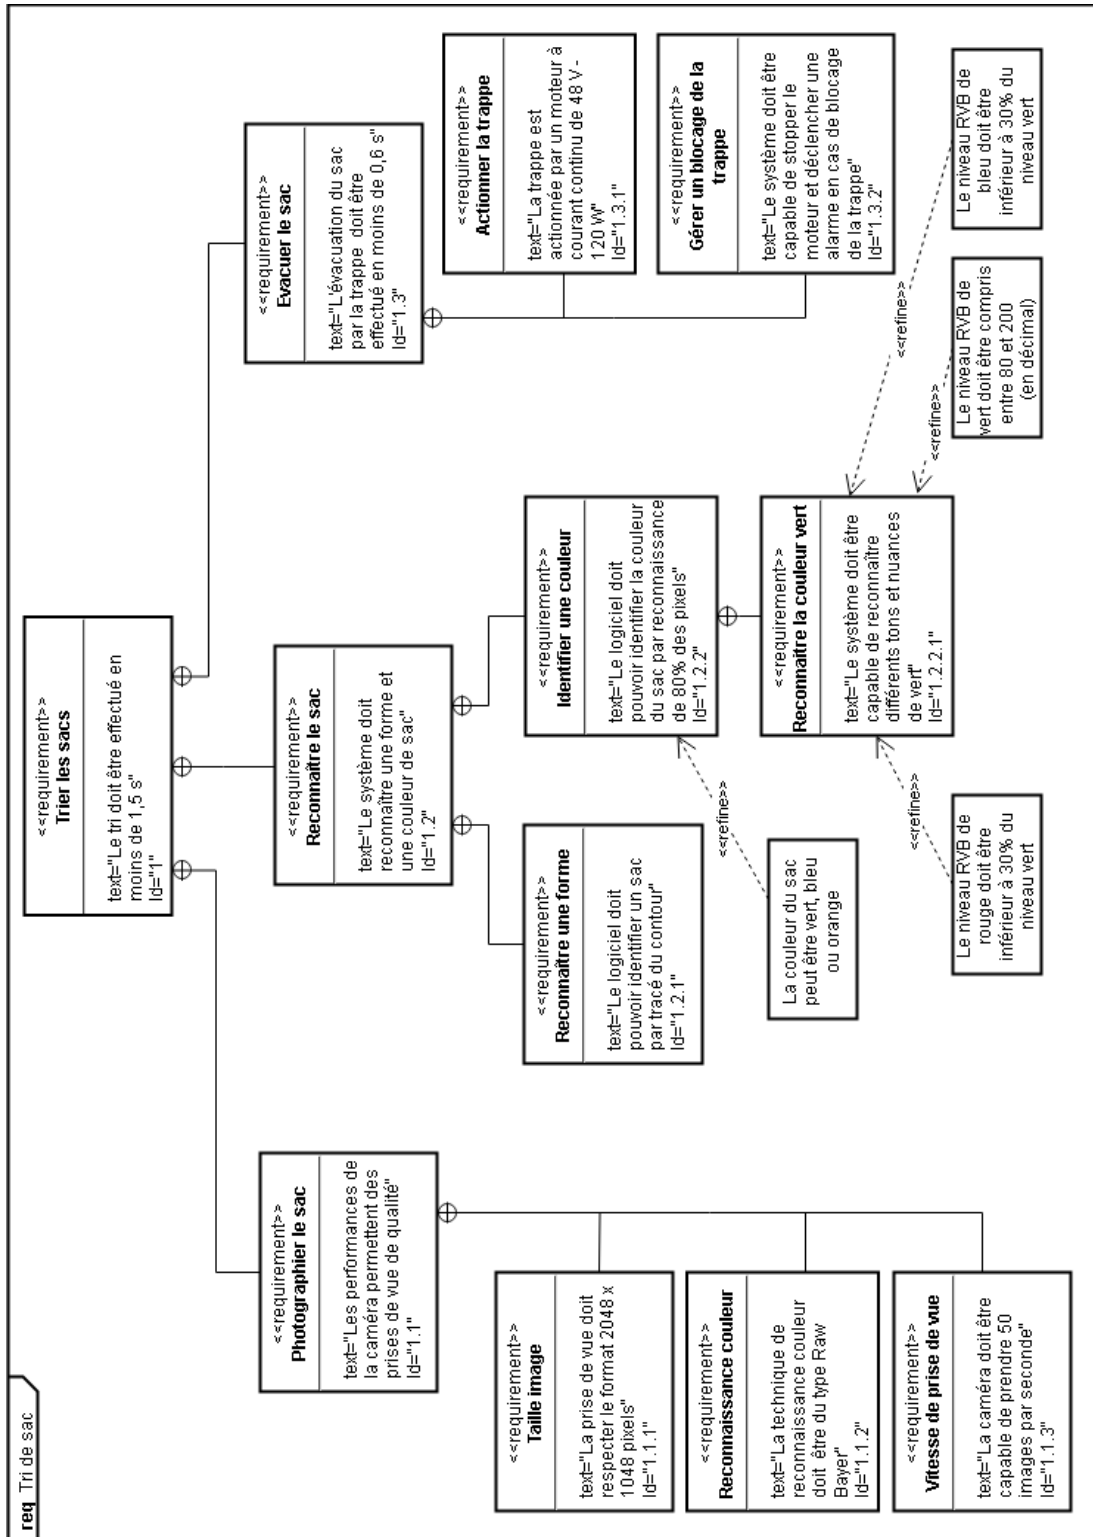 req Tri de sac
<<requirement>>
Trier les sacs
text="Le tri doit être effectué en
moins de 1,5 s"
Id="1"
<<requirement>>
Photographier le sac
text="Les performances de
la caméra permettent des
prises de vue de qualité"
Id="1.1"
<<requirement>>
Reconnaître le sac
text="Le système doit
reconnaître une forme et
une couleur de sac"
Id="1.2"
<<requirement>>
Evacuer le sac
text="L'évacuation du sac
par la trappe doit être
effectué en moins de 0,6 s"
Id="1.3"
<<requirement>>
Taille image
text="La prise de vue doit
respecter le format 2048 x
1048 pixels"
Id="1.1.1"
<<requirement>>
Reconnaissance couleur
text="La technique de
reconnaissance couleur
doit être du type Raw
Bayer"
Id="1.1.2"
<<requirement>>
Vitesse de prise de vue
text="La caméra doit être
capable de prendre 50
images par seconde"
Id="1.1.3"
<<requirement>>
Reconnaître une forme
text="Le logiciel doit
pouvoir identifier un sac
par tracé du contour"
Id="1.2.1"
<<requirement>>
Identifier une couleur
text="Le logiciel doit
pouvoir identifier la couleur
du sac par reconnaissance
de 80% des pixels"
Id="1.2.2"
<<refine>>
La couleur du sac
peut être vert, bleu
ou orange
<<requirement>>
Reconnaitre la couleur vert
text="Le système doit être
capable de reconnaître
différents tons et nuances
de vert"
Id="1.2.2.1"
<<refine>>
Le niveau RVB de
rouge doit être
inférieur à 30% du
niveau vert
<<refine>>
Le niveau RVB de
vert doit être compris
entre 80 et 200
(en décimal)
<<refine>>
Le niveau RVB de
bleu doit être
inférieur à 30% du
niveau vert
<<requirement>>
Actionner la trappe
text="La trappe est
actionnée par un moteur à
courant continu de 48 V -
120 W"
Id="1.3.1"
<<requirement>>
Gérer un blocage de la
trappe
text="Le système doit être
capable de stopper le
moteur et déclencher une
alarme en cas de blocage
de la trappe"
Id="1.3.2"